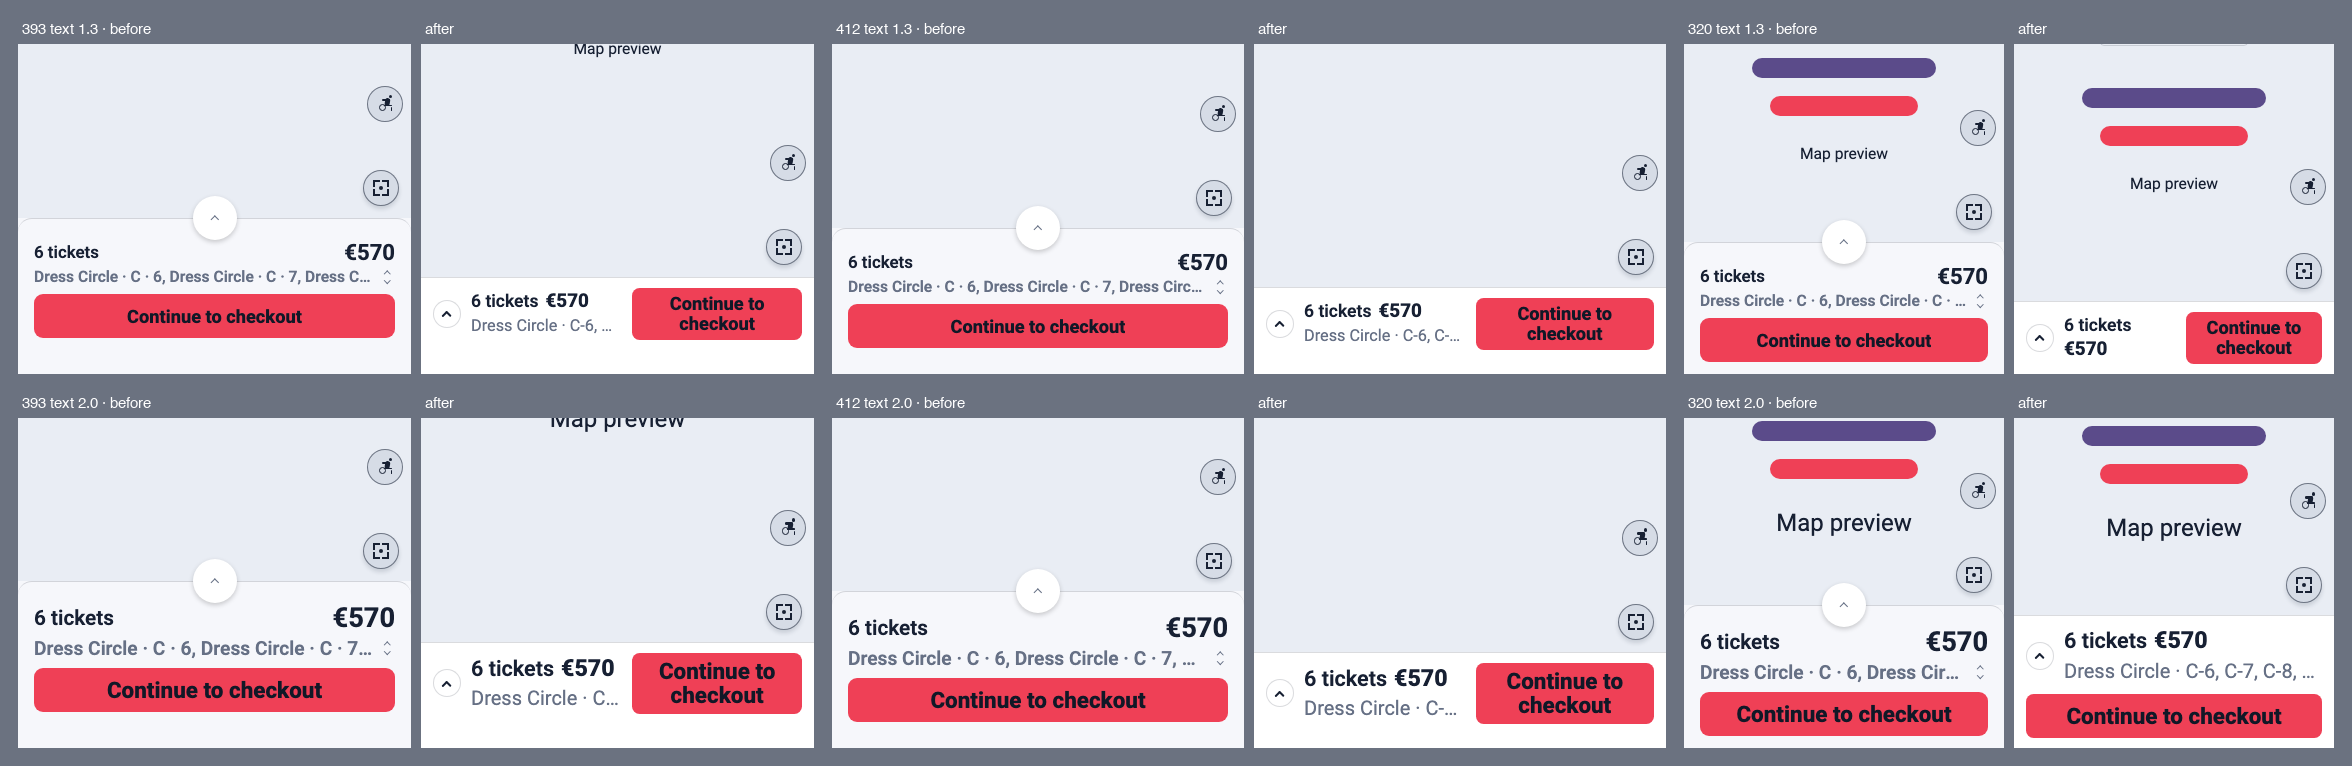 393 text 1.3 · before
after
412 text 1.3 · before
after
320 text 1.3 · before
after
Map preview
Map preview
Map preview
6 tickets €570
Dress Circle · C · 6, Dress Circle · C · 7, Dress C...
Continue to checkout
6 tickets €570
Dress Circle · C-6, ...
Continue to
checkout
6 tickets €570
Dress Circle · C · 6, Dress Circle · C · 7, Dress Circ...
Continue to checkout
6 tickets €570
Dress Circle · C-6, C-...
Continue to
checkout
6 tickets €570
Dress Circle · C · 6, Dress Circle · C · ...
Continue to checkout
6 tickets
€570
Continue to
checkout
393 text 2.0 · before
after
412 text 2.0 · before
after
320 text 2.0 · before
after
Map preview
Map preview
Map preview
6 tickets €570
Dress Circle · C · 6, Dress Circle · C · 7...
Continue to checkout
6 tickets €570
Dress Circle · C...
Continue to
checkout
6 tickets €570
Dress Circle · C · 6, Dress Circle · C · 7, ...
Continue to checkout
6 tickets €570
Dress Circle · C-...
Continue to
checkout
6 tickets €570
Dress Circle · C · 6, Dress Cir...
Continue to checkout
6 tickets €570
Dress Circle · C-6, C-7, C-8, ...
Continue to checkout